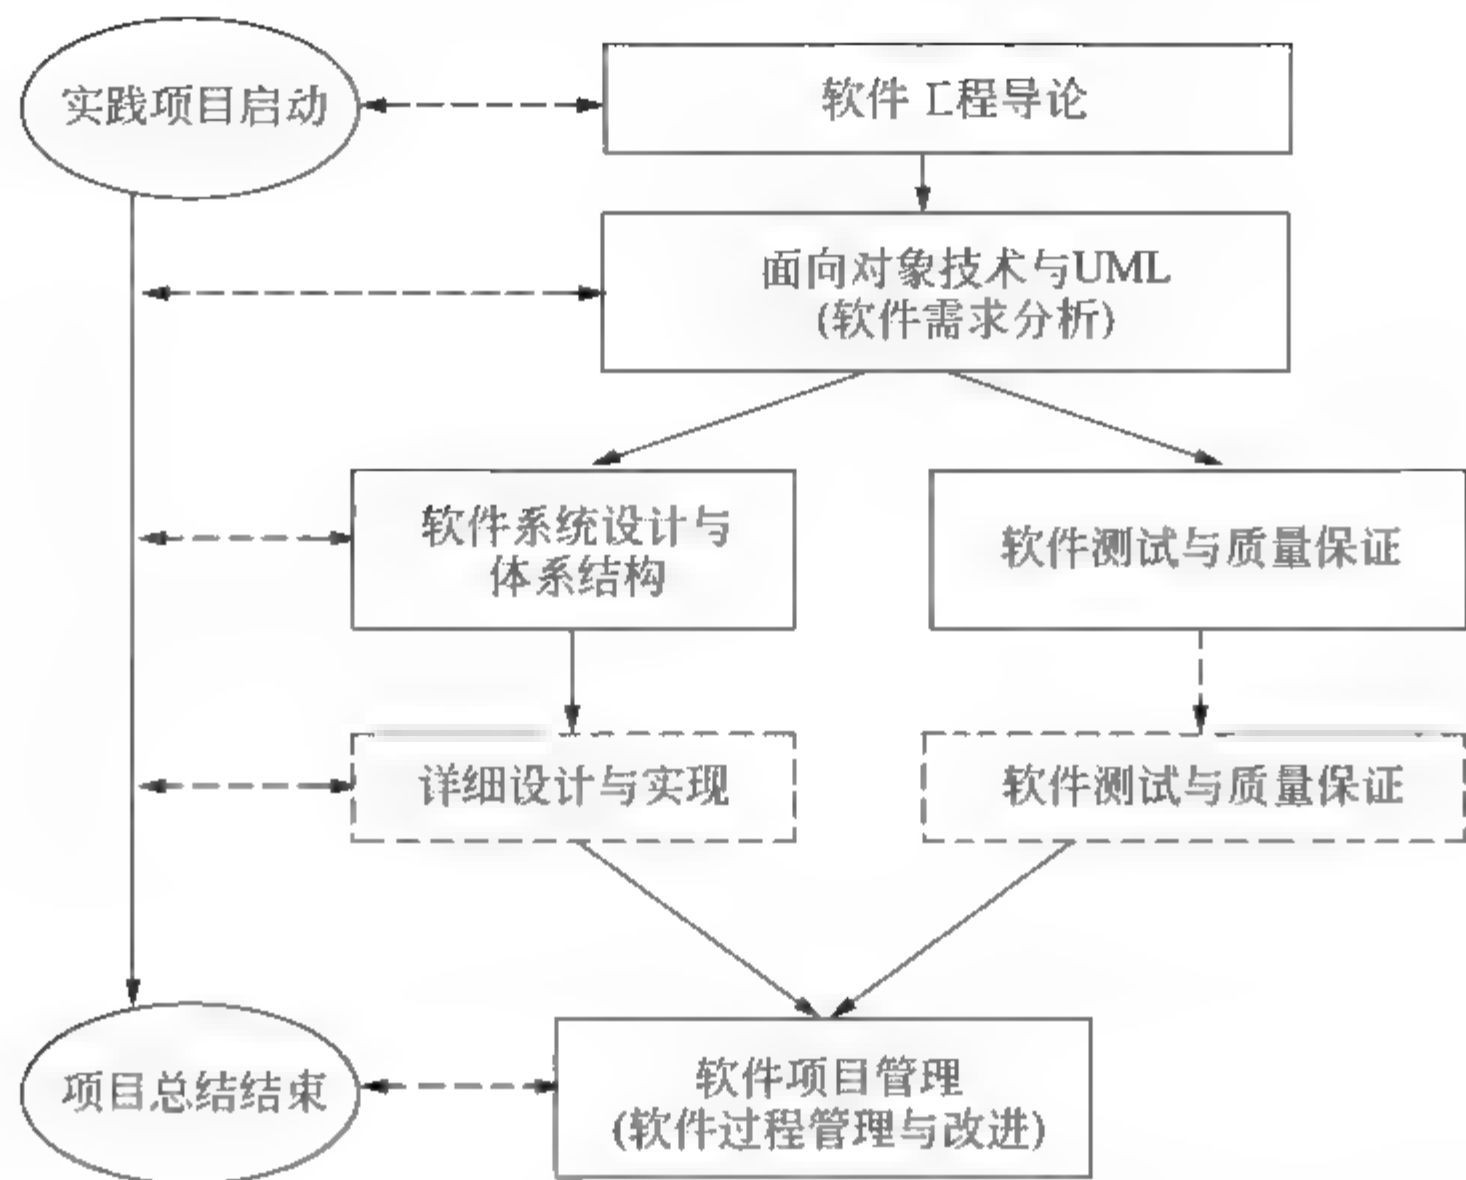 实践项目启动
软件工程导论
面向对象技术与UML
(软件需求分析)
软件系统设计与
体系结构
软件测试与质量保证
详细设计与实现
软件测试与质量保证
项目总结结束
软件项目管理
(软件过程管理与改进)